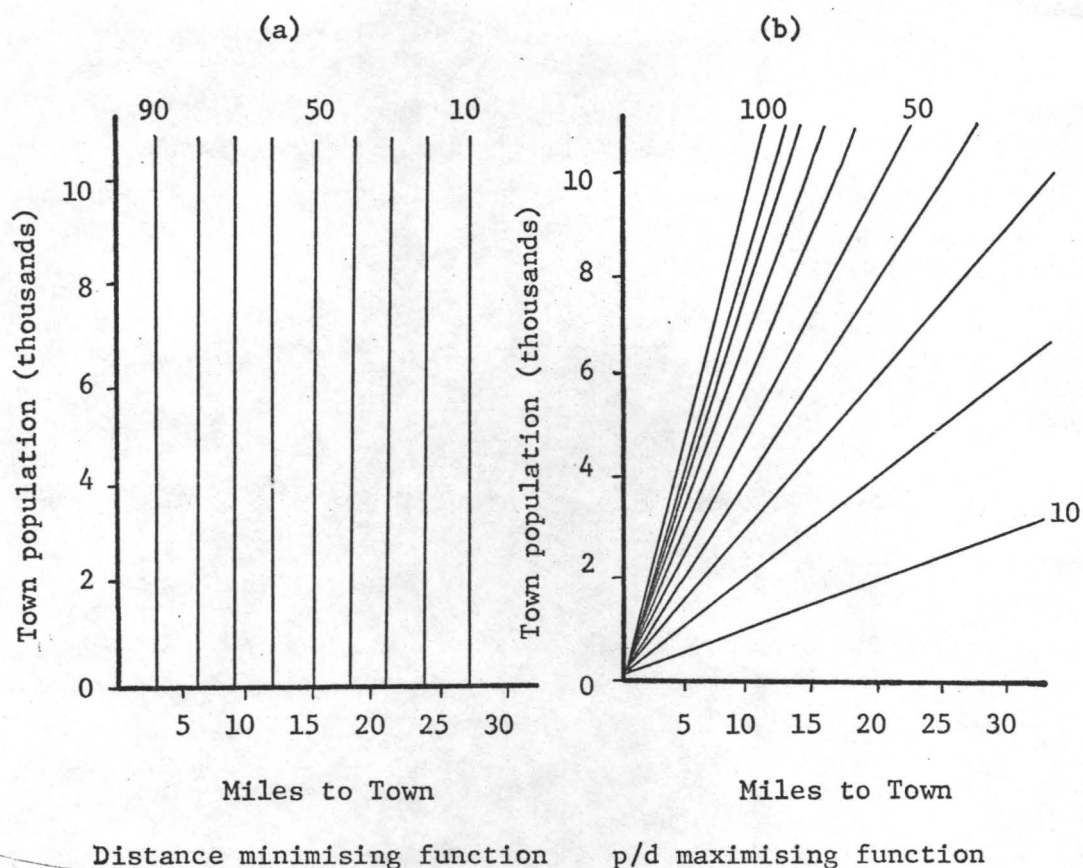 (a)
90 50 10
10
8
6
4
2
0
Town population (thousands)
5 10 15 20 25 30
Miles to Town
Distance minimising function
(b)
100 50
10
10
8
6
4
2
0
Town population (thousands)
5 10 15 20 25 30
Miles to Town
p/d maximising function